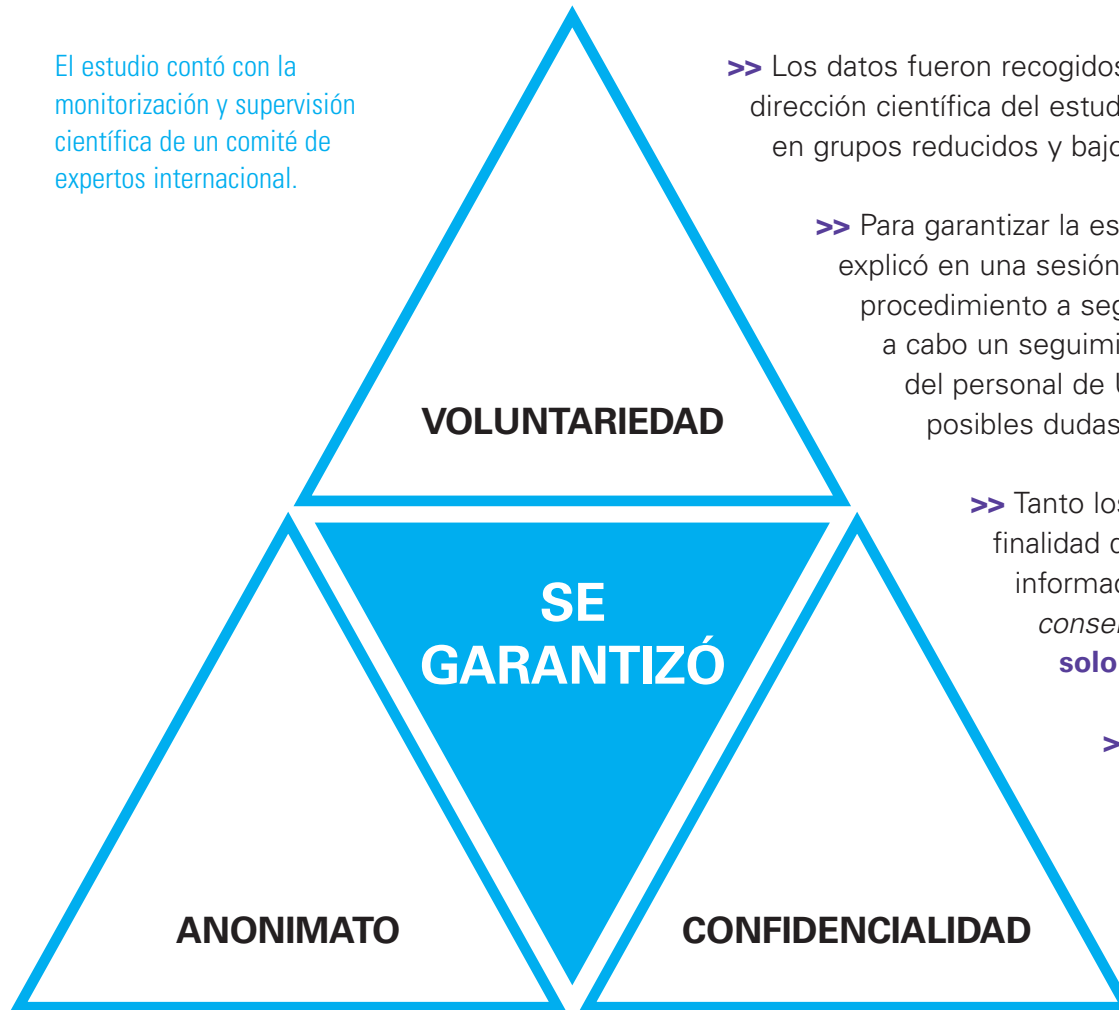 El estudio contó con la
monitorización y supervisión
científica de un comité de
expertos internacional.
>> Los datos fueron recogidos
dirección científica del estud
en grupos reducidos y bajo
>> Para garantizar la es
explicó en una sesión
procedimiento a seg
a cabo un seguimi
del personal de U
posibles dudas
>> Tanto los
finalidad d
informac
conse
solo
>
VOLUNTARIEDAD
SE
GARANTIZÓ
ANONIMATO
CONFIDENCIALIDAD